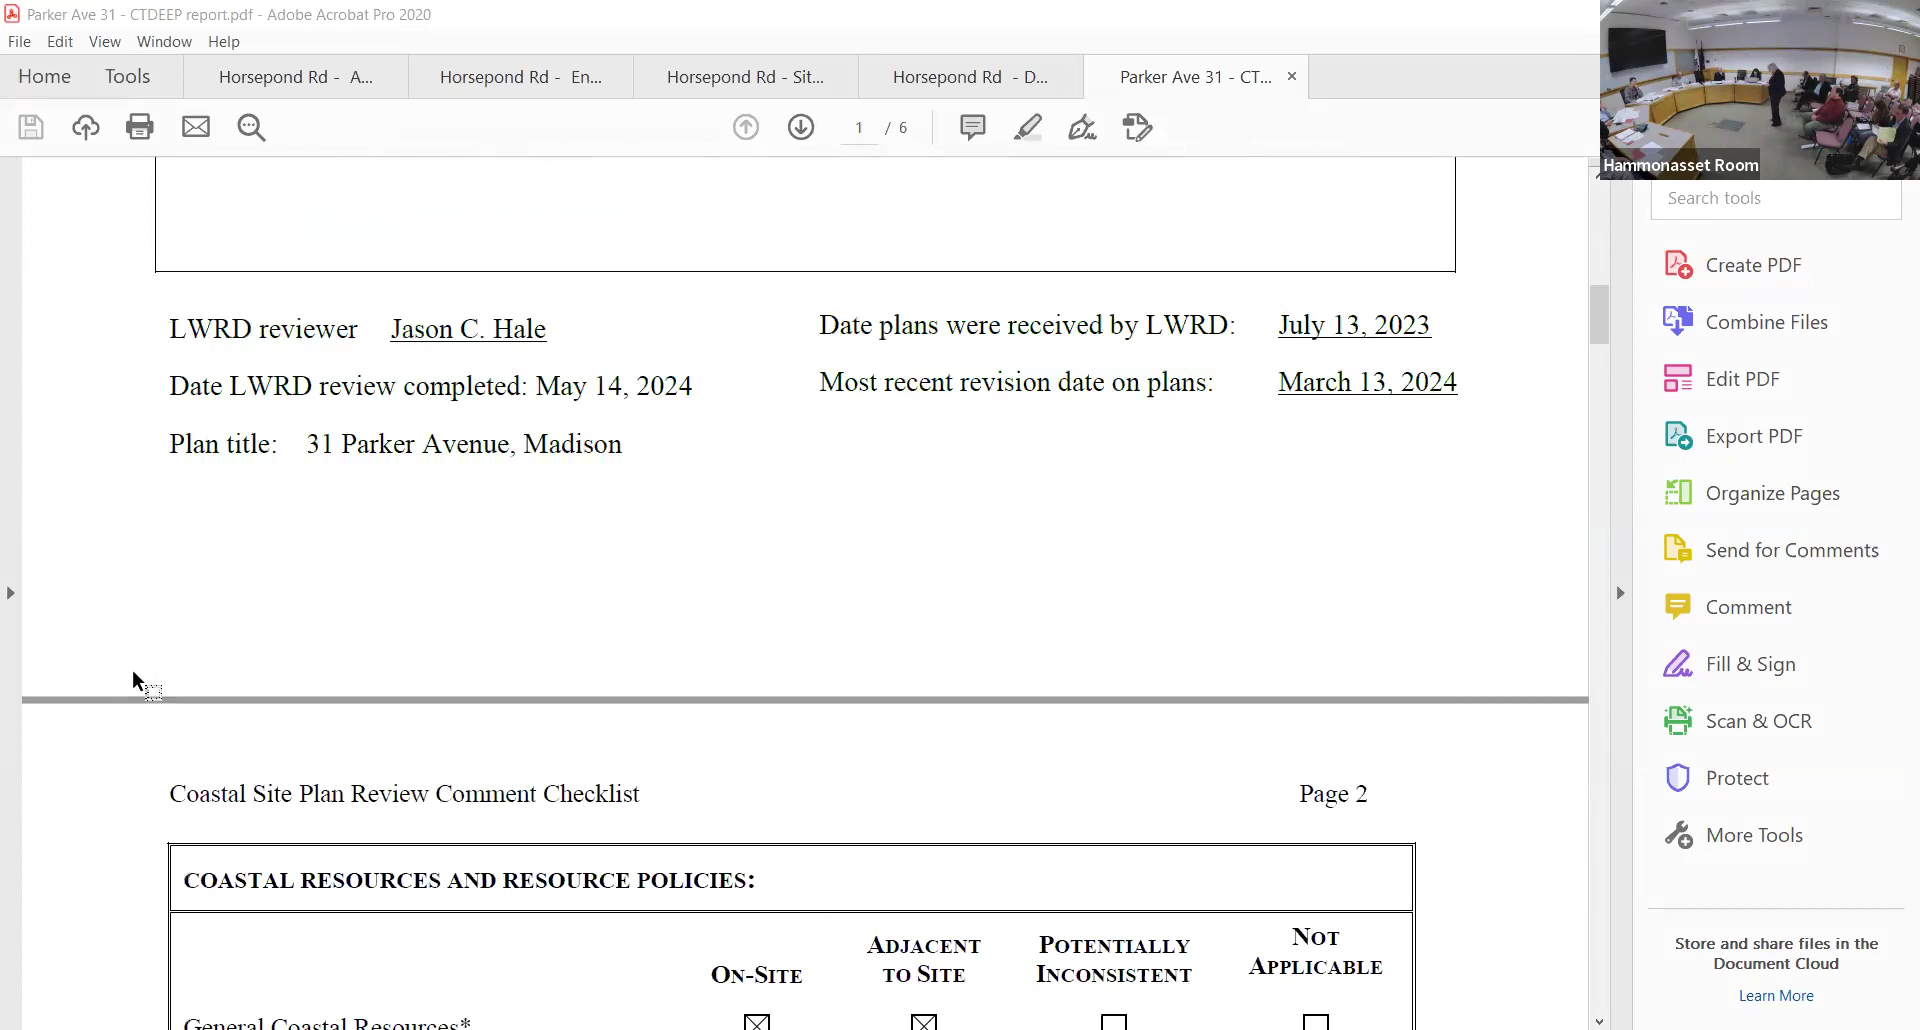 Parker Ave 31 - CTDEEP report.pdf - Adobe Acrobat Pro 2020
File Edit View Window Help
Home Tools Horsepond Rd - A... Horsepond Rd - En... Horsepond Rd - Sit... Horsepond Rd - D... Parker Ave 31 - CT... ×
1 / 6
Hammonasset Room
Search tools
Create PDF
Combine Files
Edit PDF
Export PDF
Organize Pages
Send for Comments
Comment
Fill & Sign
Scan & OCR
Protect
More Tools
Store and share files in the
Document Cloud
Learn More
LWRD reviewer Jason C. Hale
Date plans were received by LWRD: July 13, 2023
Date LWRD review completed: May 14, 2024
Most recent revision date on plans: March 13, 2024
Plan title: 31 Parker Avenue, Madison
Coastal Site Plan Review Comment Checklist Page 2
COASTAL RESOURCES AND RESOURCE POLICIES:
ON-SITE
ADJACENT
TO SITE
POTENTIALLY
INCONSISTENT
NOT
APPLICABLE
General Coastal Resources*